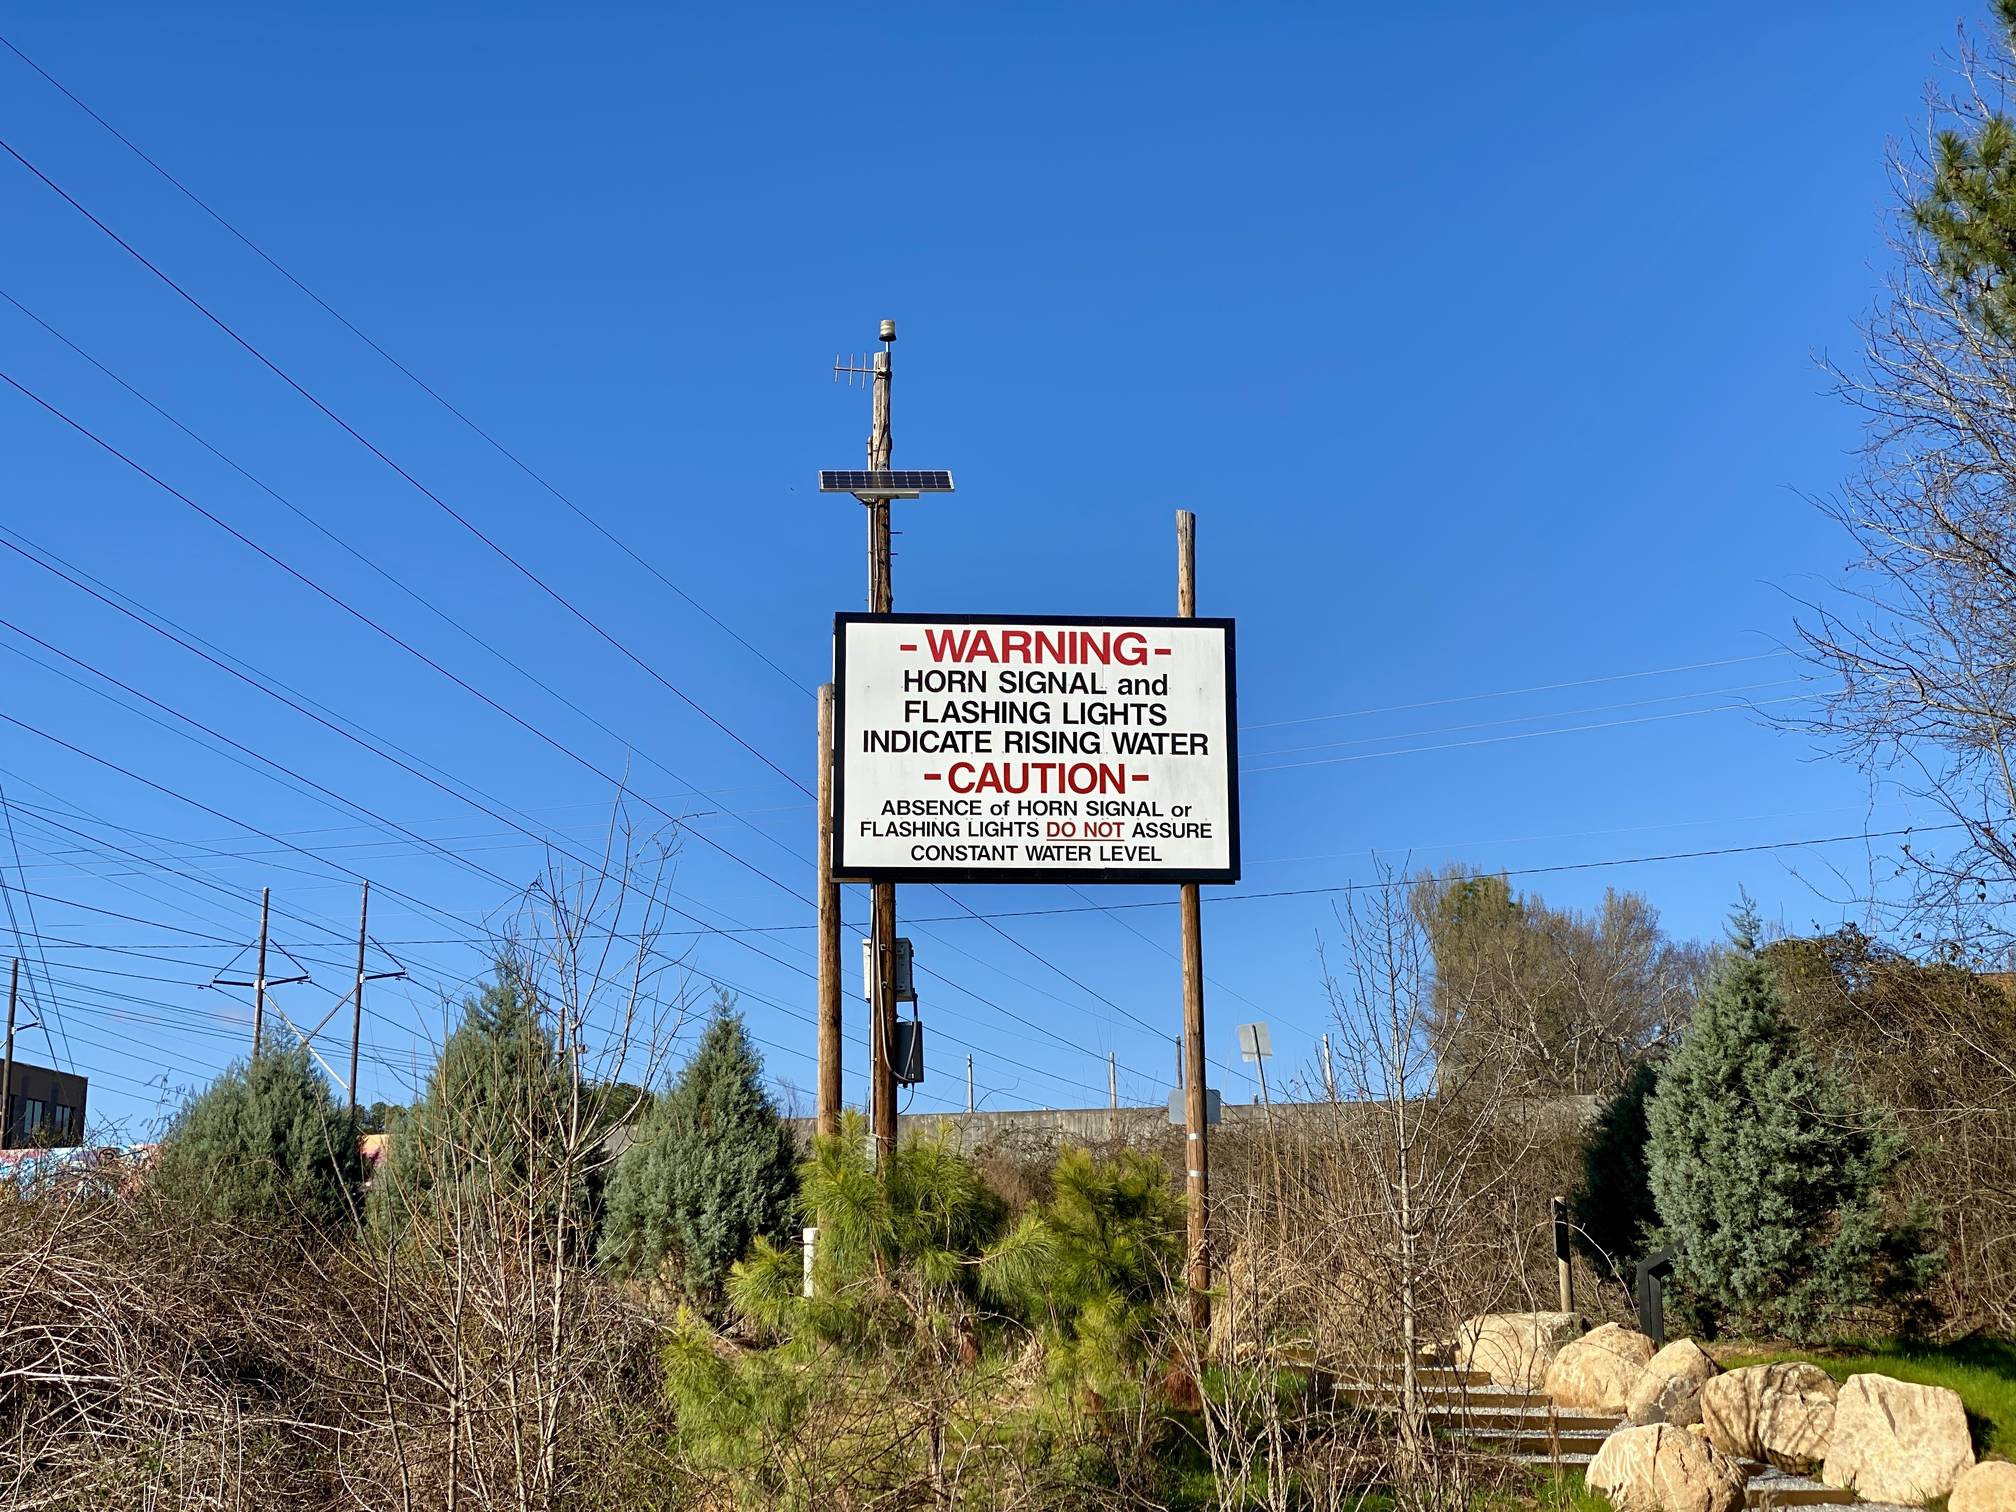 -WARNING-
HORN SIGNAL and
FLASHING LIGHTS
INDICATE RISING WATER
-CAUTION-
ABSENCE of HORN SIGNAL or
FLASHING LIGHTS DO NOT ASSURE
CONSTANT WATER LEVEL